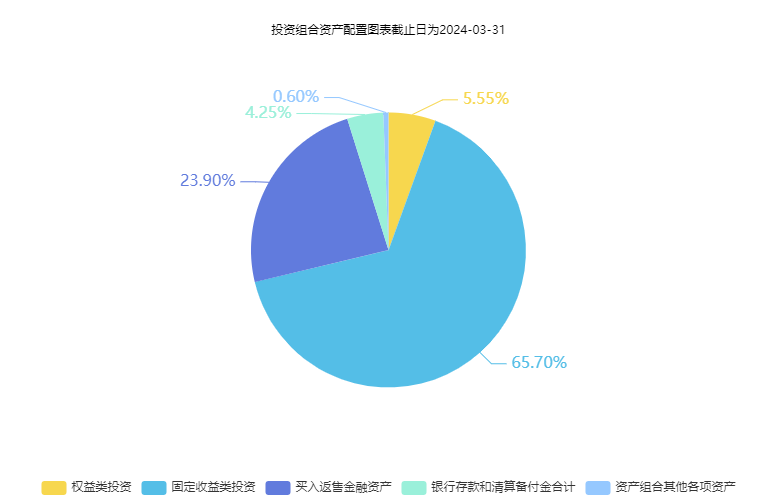 投资组合资产配置图表截止日为2024-03-31
0.60%
5.55%
4.25%
23.90%
65.70%
权益类投资 固定收益类投资 买入返售金融资产 银行存款和清算备付金合计 资产组合其他各项资产